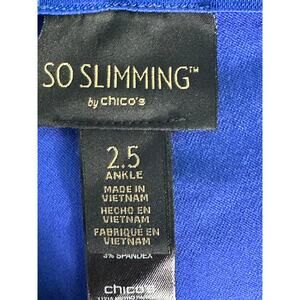 SO SLIMMING™
by chico's
2.5
ANKLE
MADE IN
VIETNAM
HECHO EN
VIETNAM
FABRIQUÉ EN
VIETNAM
3% SPANDEX
chico's